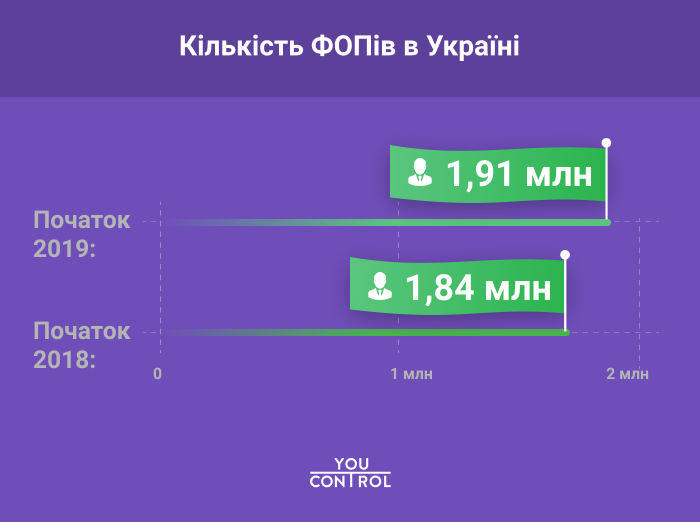 Кількість ФОПів в Україні
1,91 млн
Початок
2019:
1,84 млн
Початок
2018:
0
1 млн
2 млн
YOU
CONTROL